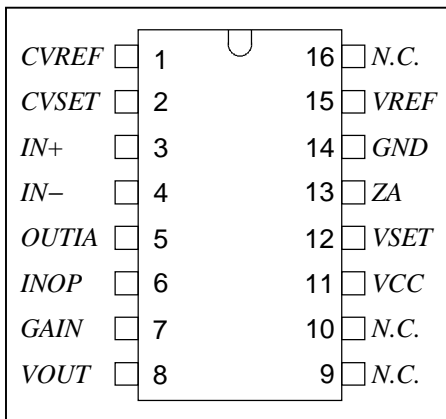 CVREF 1 16 N.C.
CVSET 2 15 VREF
IN+ 3 14 GND
IN− 4 13 ZA
OUTIA 5 12 VSET
INOP 6 11 VCC
GAIN 7 10 N.C.
VOUT 8 9 N.C.